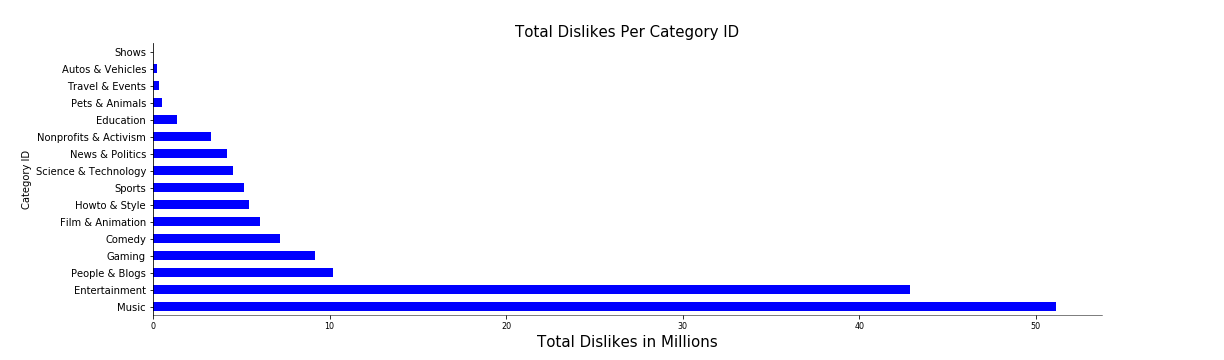 Total Dislikes Per Category ID
Shows
Autos & Vehicles
Travel & Events
Pets & Animals
Education
Nonprofits & Activism
News & Politics
Science & Technology
Sports
Howto & Style
Film & Animation
Comedy
Gaming
People & Blogs
Entertainment
Music
Category ID
0 10 20 30 40 50
Total Dislikes in Millions